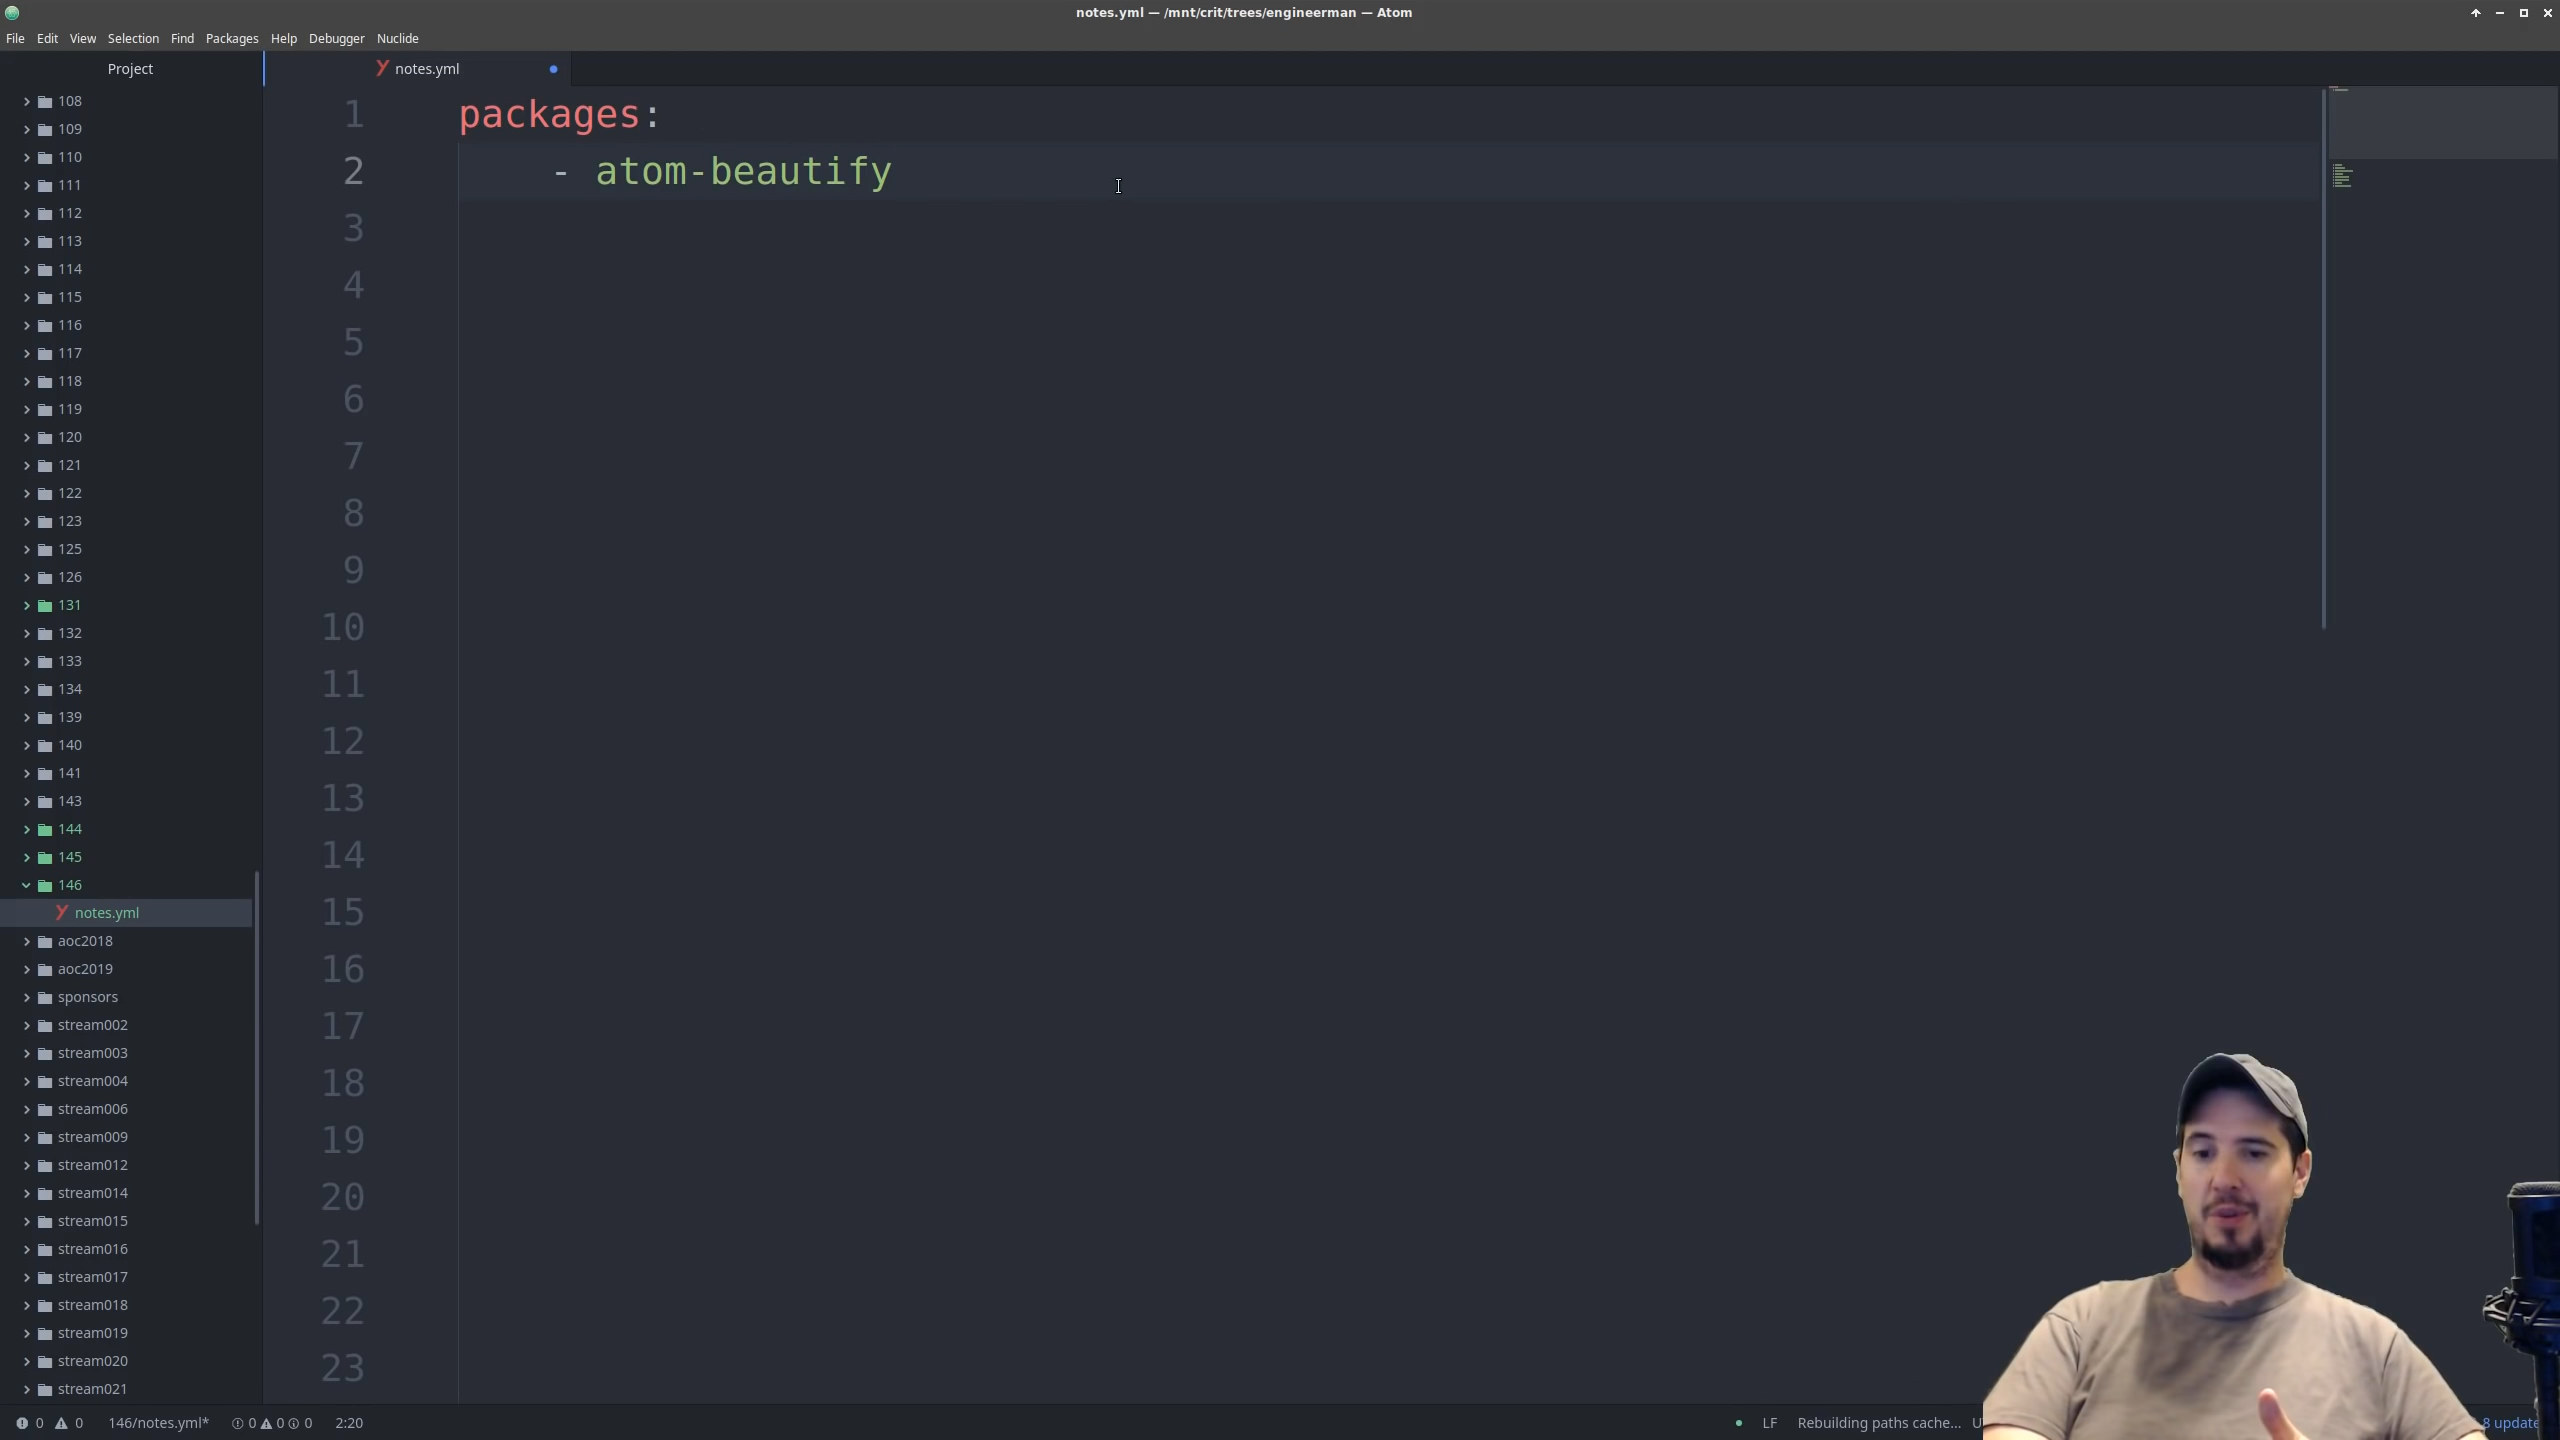 notes.yml — /mnt/crit/trees/engineerman — Atom
File Edit View Selection Find Packages Help Debugger Nuclide
Project
notes.yml
108
109
110
111
112
113
114
115
116
117
118
119
120
121
122
123
125
126
131
132
133
134
139
140
141
143
144
145
146
notes.yml
aoc2018
aoc2019
sponsors
stream002
stream003
stream004
stream006
stream009
stream012
stream014
stream015
stream016
stream017
stream018
stream019
stream020
stream021
1 packages:
2 - atom-beautify
3
4
5
6
7
8
9
10
11
12
13
14
15
16
17
18
19
20
21
22
23
0 0 146/notes.yml* 0 0 0 2:20 LF Rebuilding paths cache... 8